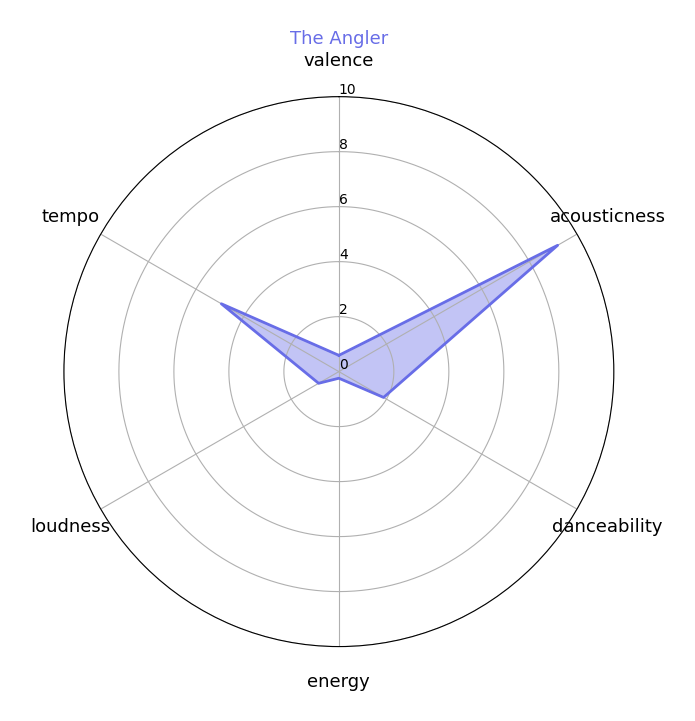 The Angler
valence
10
8
tempo
6
acousticness
4
2
0
loudness
danceability
energy